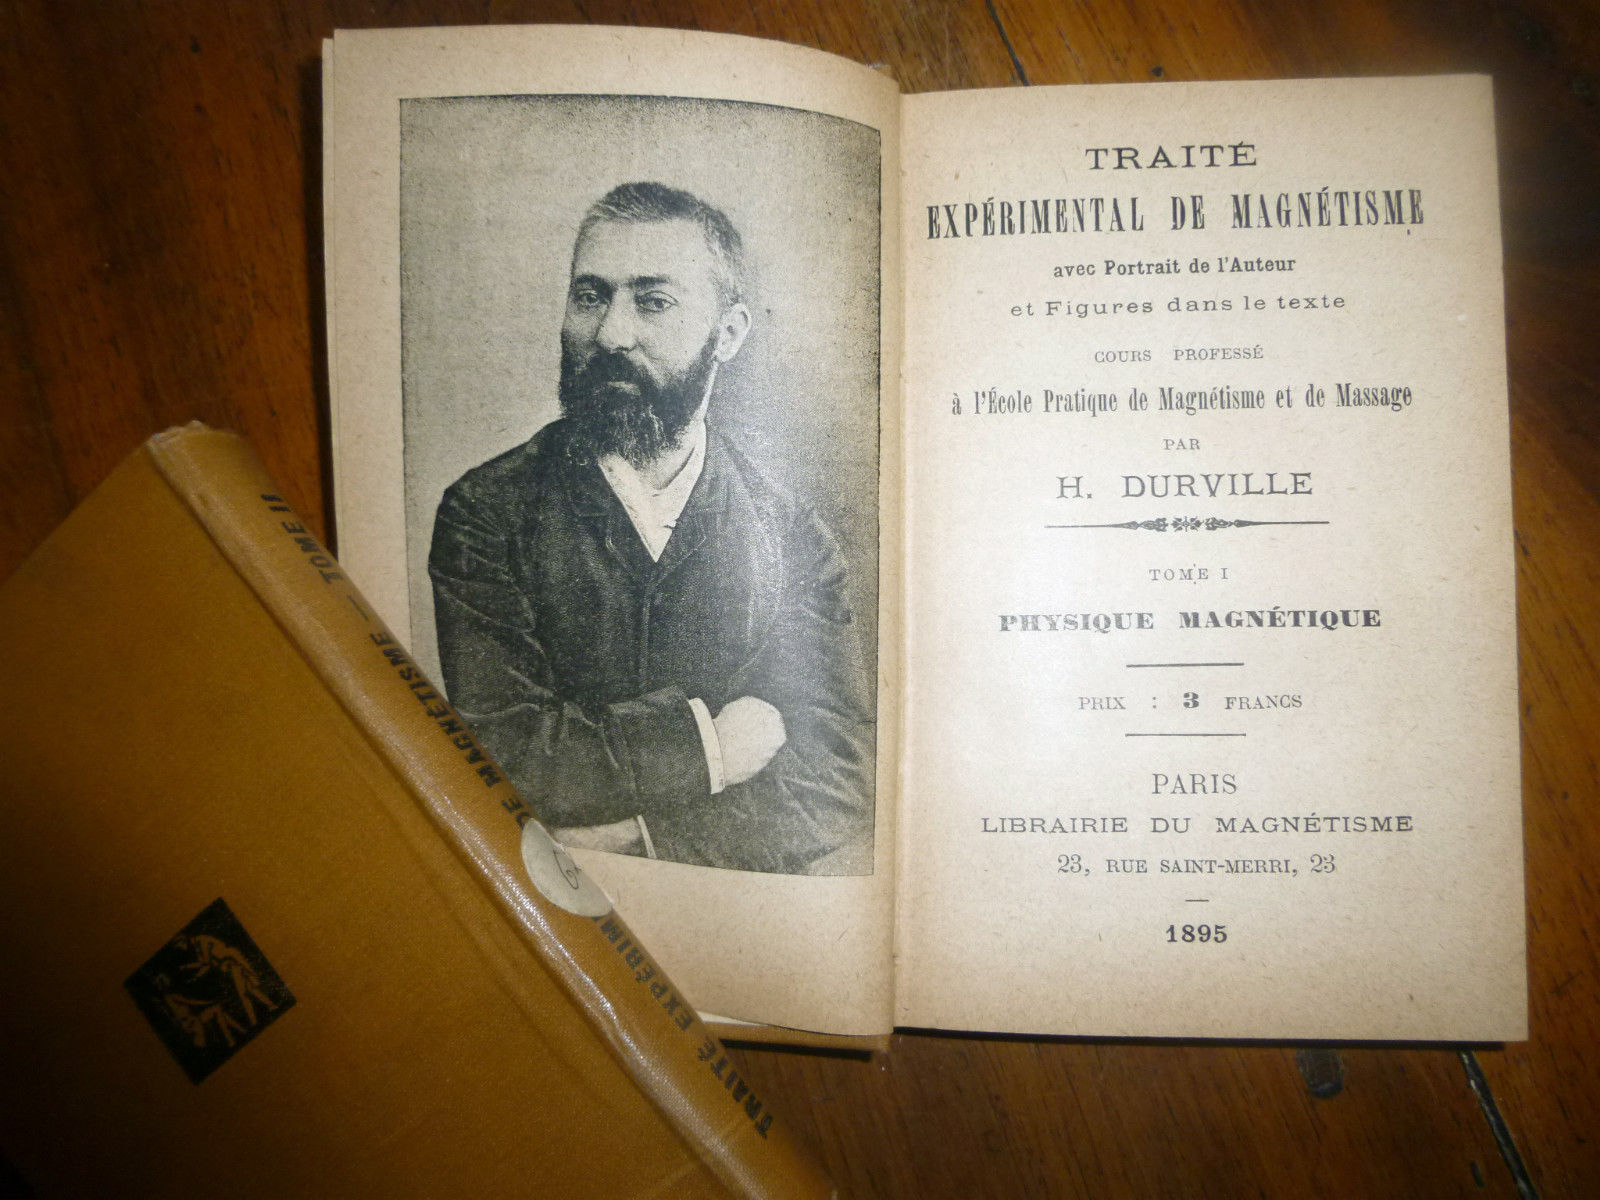 TRAITÉ
EXPÉRIMENTAL DE MAGNÉTISME
avec Portrait de l'Auteur
et Figures dans le texte
COURS PROFESSÉ
à l'École Pratique de Magnétisme et de Massage
PAR
H. DURVILLE
TOME I
PHYSIQUE MAGNÉTIQUE
PRIX : 3 FRANCS
PARIS
LIBRAIRIE DU MAGNÉTISME
23, RUE SAINT-MERRI, 23
1895
TRAITÉ EXPÉRIM DE MAGNÉTISME — TOME II